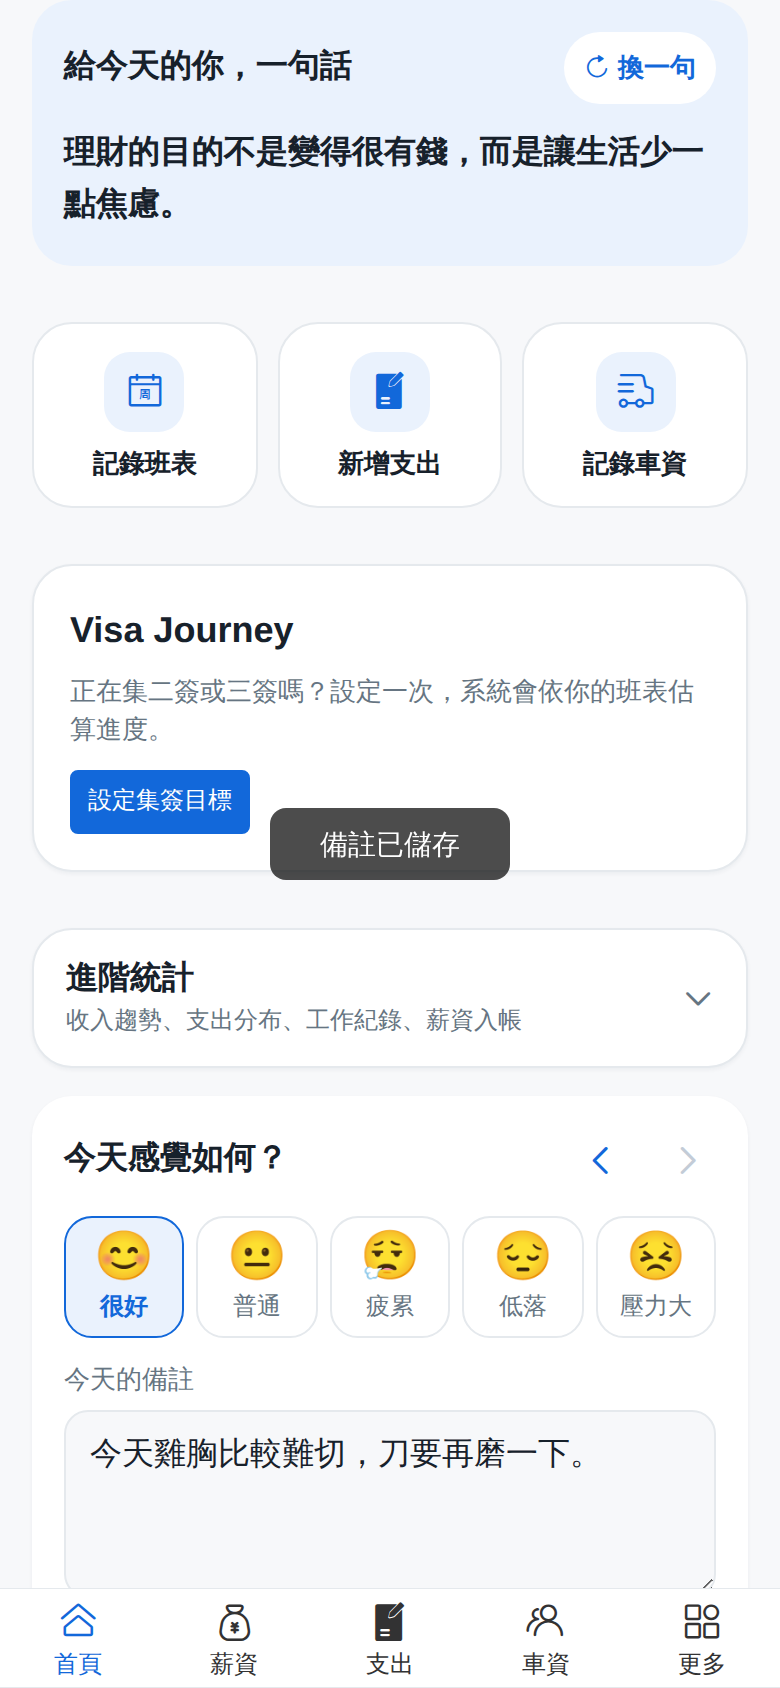 給今天的你，一句話
換一句
理財的目的不是變得很有錢，而是讓生活少一
點焦慮。
周
記錄班表
新增支出
記錄車資
Visa Journey
正在集二簽或三簽嗎？設定一次，系統會依你的班表估
算進度。
設定集簽目標
備註已儲存
進階統計
收入趨勢、支出分布、工作紀錄、薪資入帳
今天感覺如何？
很好
普通
疲累
低落
壓力大
今天的備註
今天雞胸比較難切，刀要再磨一下。
¥
首頁
薪資
支出
車資
更多